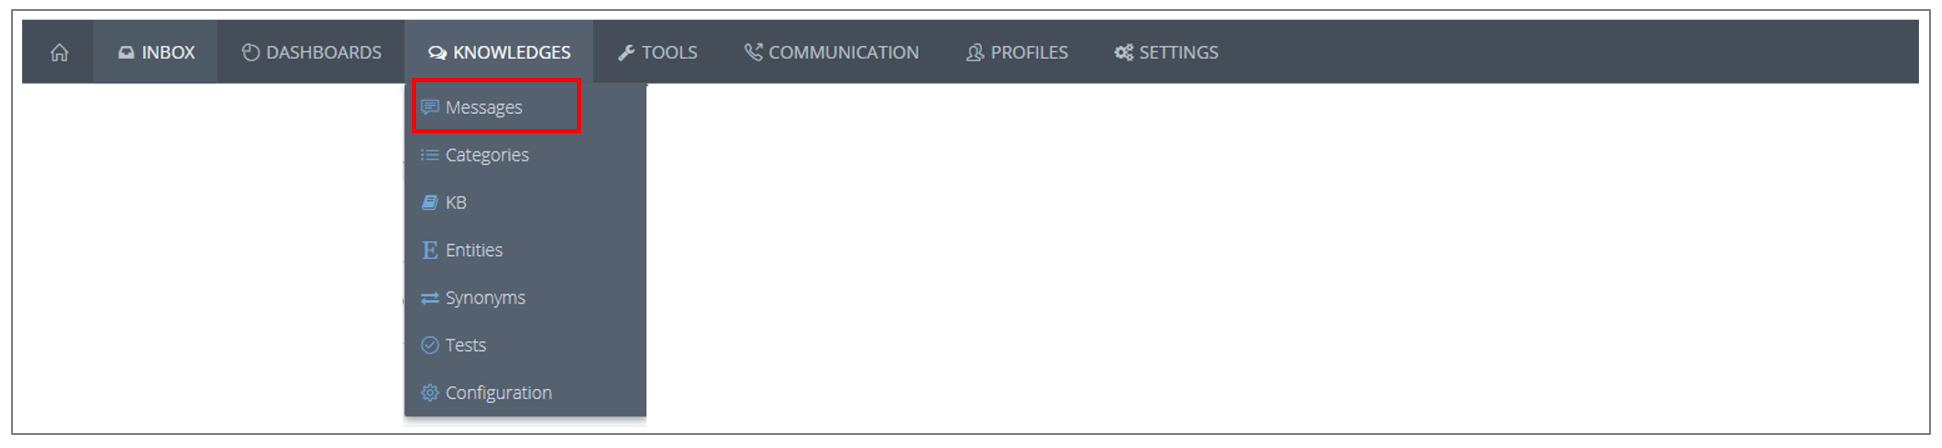 INBOX DASHBOARDS KNOWLEDGES TOOLS COMMUNICATION PROFILES SETTINGS
Messages
Categories
KB
Entities
Synonyms
Tests
Configuration